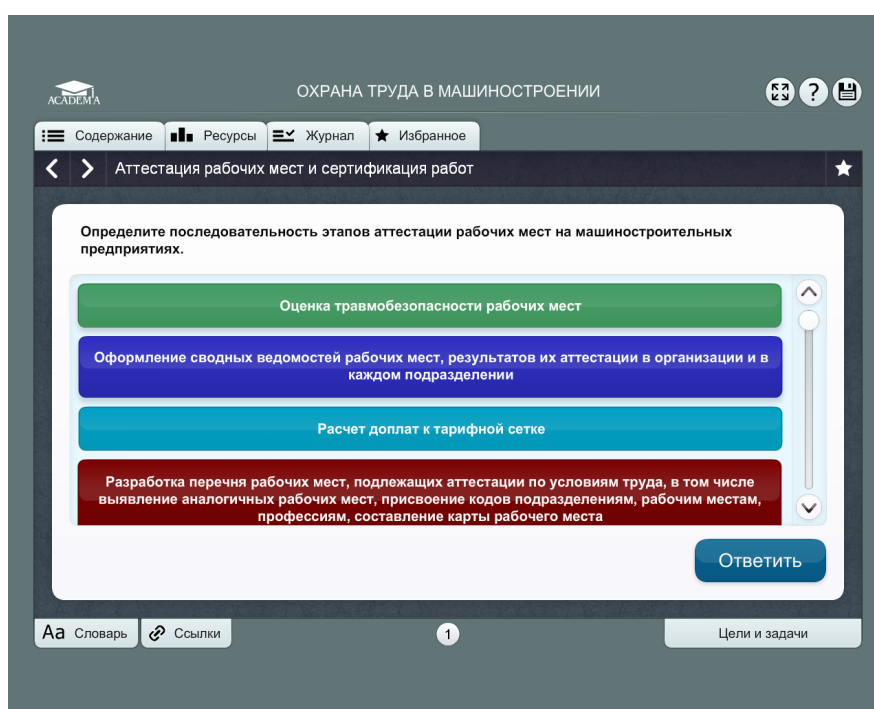 ACADEM'A
ОХРАНА ТРУДА В МАШИНОСТРОЕНИИ
?
Содержание
Ресурсы
Журнал
Избранное
Аттестация рабочих мест и сертификация работ
Определите последовательность этапов аттестации рабочих мест на машиностроительных
предприятиях.
Оценка травмобезопасности рабочих мест
Оформление сводных ведомостей рабочих мест, результатов их аттестации в организации и в
каждом подразделении
Расчет доплат к тарифной сетке
Разработка перечня рабочих мест, подлежащих аттестации по условиям труда, в том числе
выявление аналогичных рабочих мест, присвоение кодов подразделениям, рабочим местам,
профессиям, составление карты рабочего места
Ответить
Аа Словарь
Ссылки
1
Цели и задачи